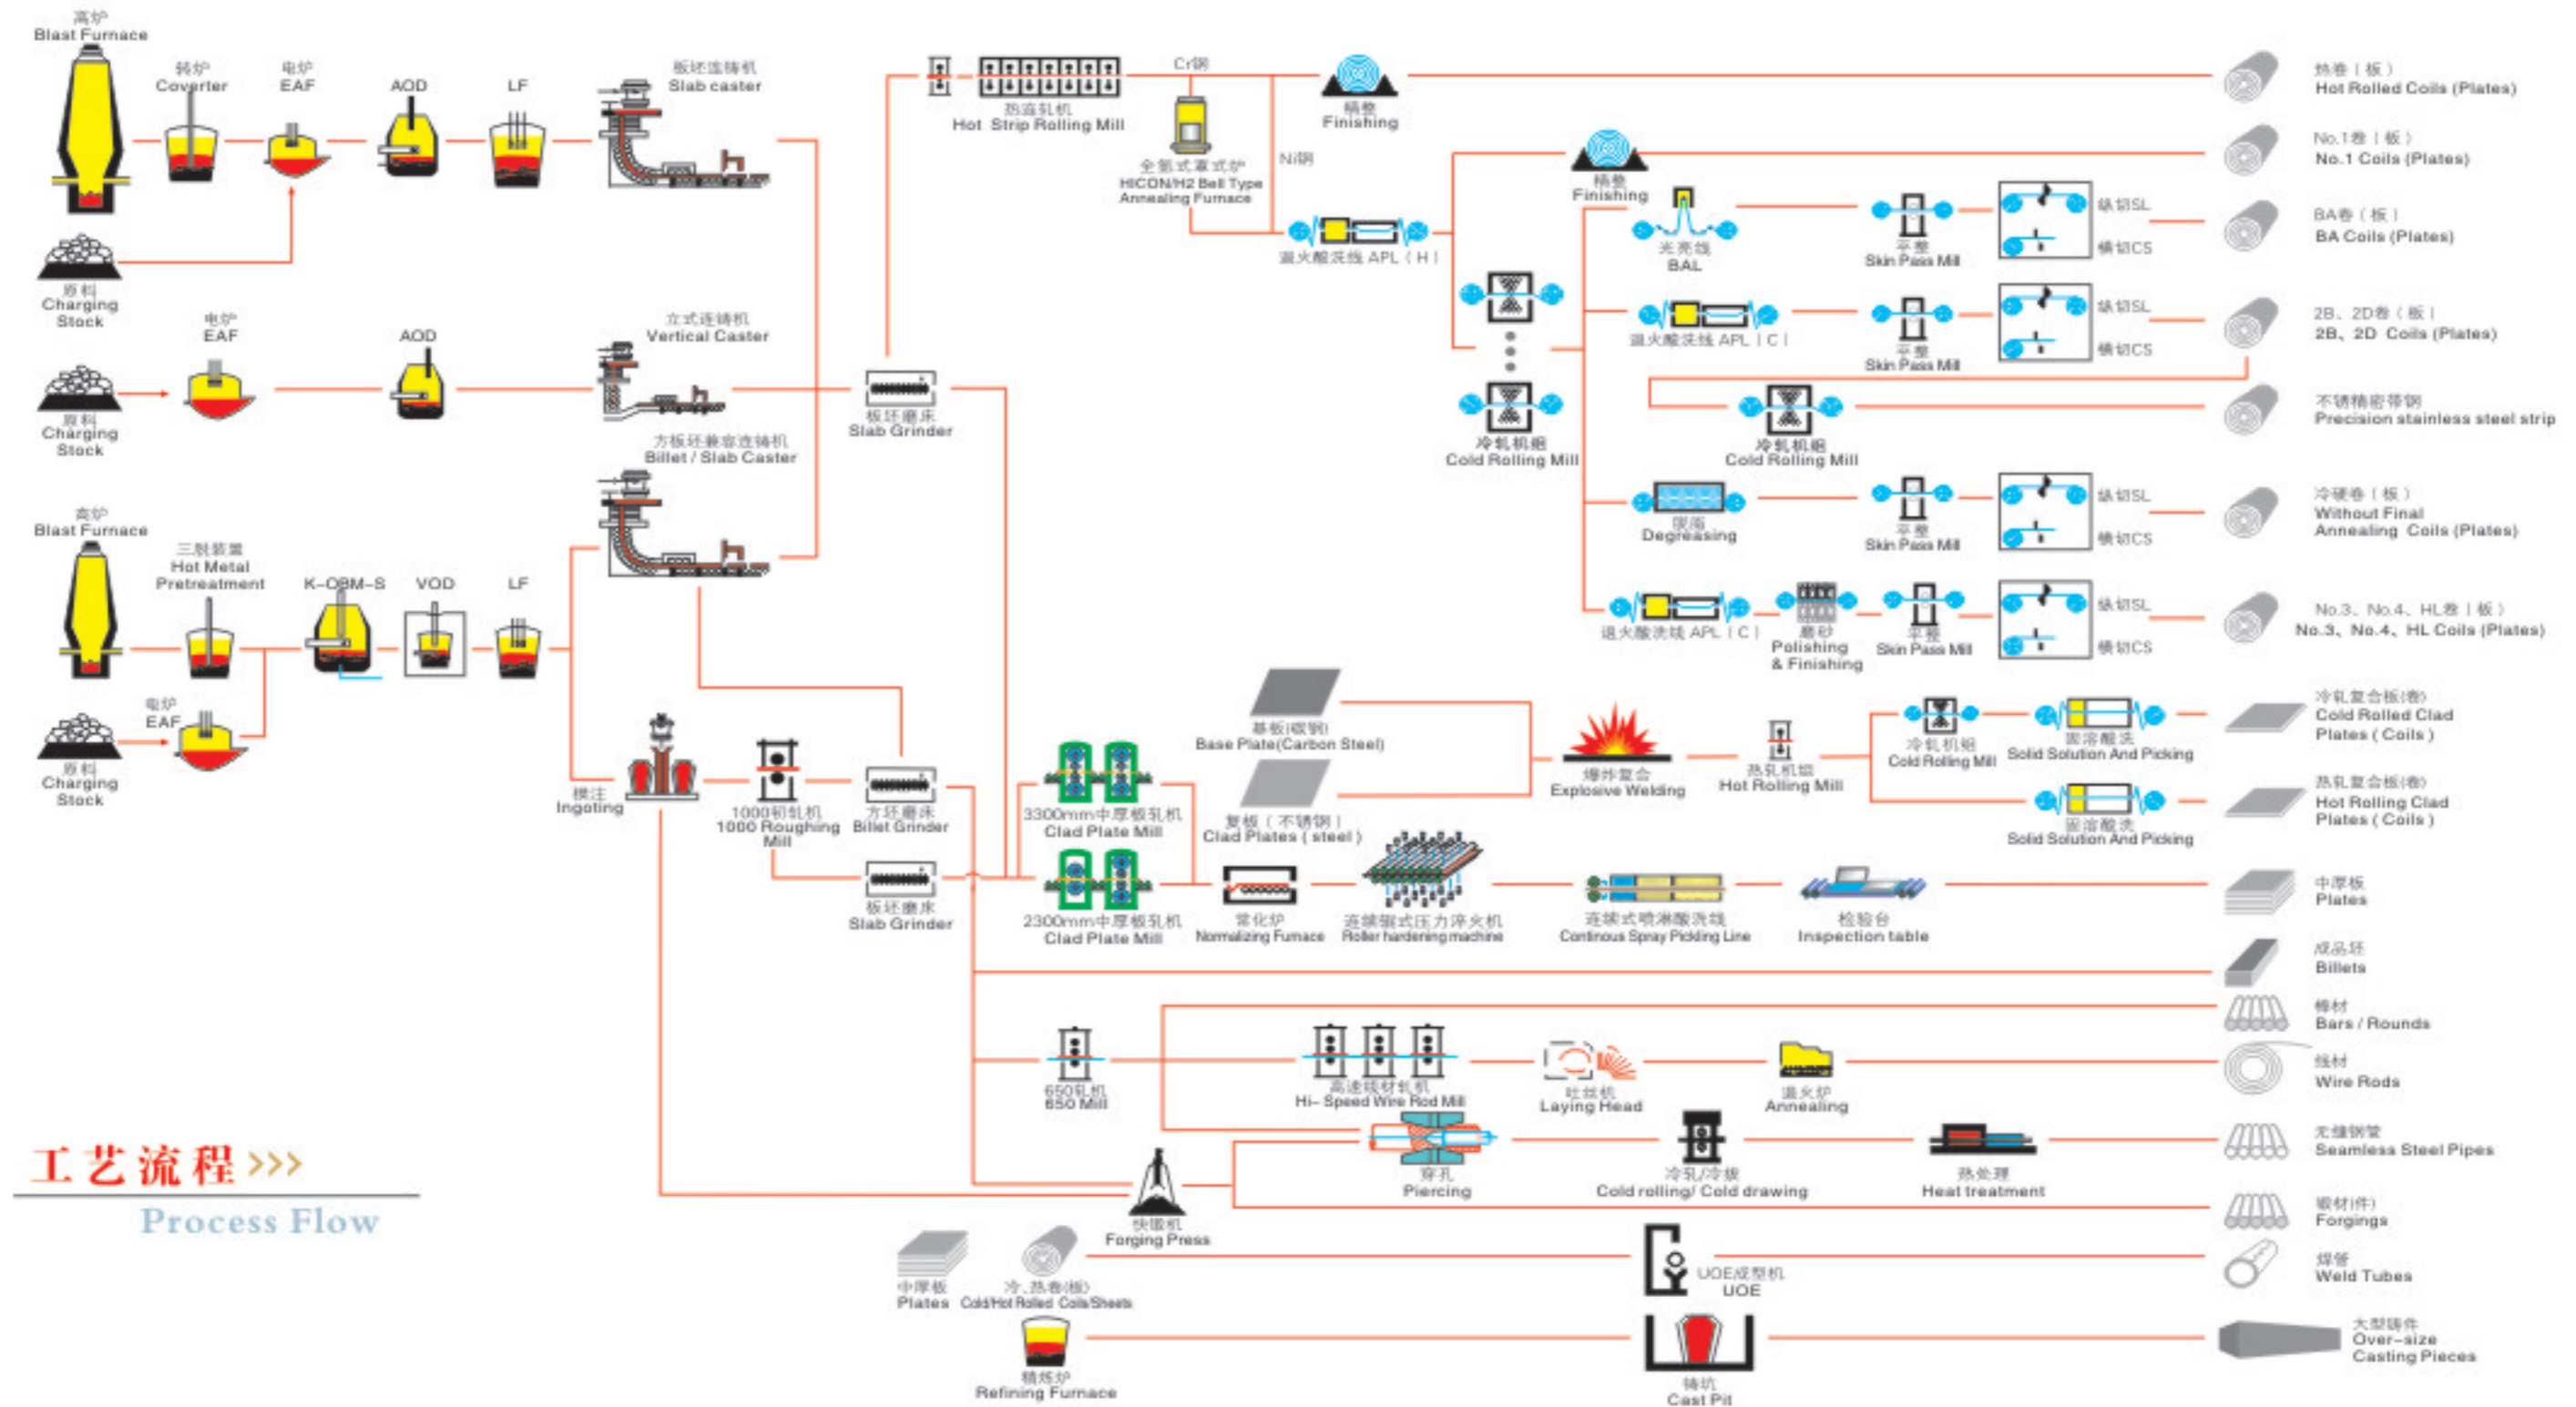 高炉
Blast Furnace
转炉
Coverter
电炉
EAF
AOD
LF
板坯连铸机
Slab caster
原料
Charging
Stock
电炉
EAF
AOD
立式连铸机
Vertical Caster
原料
Charging
Stock
方板坯兼容连铸机
Billet / Slab Caster
板坯磨床
Slab Grinder
高炉
Blast Furnace
三脱装置
Hot Metal
Pretreatment
K-OBM-S
VOD
LF
电炉
EAF
原料
Charging
Stock
模注
Ingoting
1000初轧机
1000 Roughing
Mill
方坯磨床
Billet Grinder
板坯磨床
Slab Grinder
热连轧机
Hot Strip Rolling Mill
Cr钢
全氢式罩式炉
HICON/H2 Bell Type
Annealing Furnace
Ni钢
精整
Finishing
退火酸洗线 APL（H）
精整
Finishing
冷轧机组
Cold Rolling Mill
光亮线
BAL
平整
Skin Pass Mill
纵切SL
横切CS
退火酸洗线 APL（C）
平整
Skin Pass Mill
纵切SL
横切CS
冷轧机组
Cold Rolling Mill
脱脂
Degreasing
平整
Skin Pass Mill
纵切SL
横切CS
退火酸洗线 APL（C）
磨砂
Polishing
& Finishing
平整
Skin Pass Mill
纵切SL
横切CS
热卷（板）
Hot Rolled Coils (Plates)
No.1卷（板）
No.1 Coils (Plates)
BA卷（板）
BA Coils (Plates)
2B、2D卷（板）
2B、2D Coils (Plates)
不锈精密带钢
Precision stainless steel strip
冷硬卷（板）
Without Final
Annealing Coils (Plates)
No.3、No.4、HL卷（板）
No.3、No.4、HL Coils (Plates)
基板(碳钢)
Base Plate(Carbon Steel)
复板（不锈钢）
Clad Plates ( steel )
爆炸复合
Explosive Welding
热轧机组
Hot Rolling Mill
冷轧机组
Cold Rolling Mill
固溶酸洗
Solid Solution And Picking
固溶酸洗
Solid Solution And Picking
冷轧复合板(卷)
Cold Rolled Clad
Plates ( Coils )
热轧复合板(卷)
Hot Rolling Clad
Plates ( Coils )
3300mm中厚板轧机
Clad Plate Mill
2300mm中厚板轧机
Clad Plate Mill
常化炉
Normalizing Furnace
连续辊式压力淬火机
Roller hardening machine
连续式喷淋酸洗线
Continous Spray Pickling Line
检验台
Inspection table
中厚板
Plates
成品坯
Billets
棒材
Bars / Rounds
650轧机
650 Mill
高速线材轧机
Hi- Speed Wire Rod Mill
吐丝机
Laying Head
退火炉
Annealing
线材
Wire Rods
穿孔
Piercing
冷轧/冷拔
Cold rolling/ Cold drawing
热处理
Heat treatment
无缝钢管
Seamless Steel Pipes
快锻机
Forging Press
锻材(件)
Forgings
中厚板
Plates
冷、热卷(板)
Cold/Hot Rolled Coils/Sheets
UOE成型机
UOE
焊管
Weld Tubes
精炼炉
Refining Furnace
铸坑
Cast Pit
大型铸件
Over-size
Casting Pieces
工艺流程 >>>
Process Flow